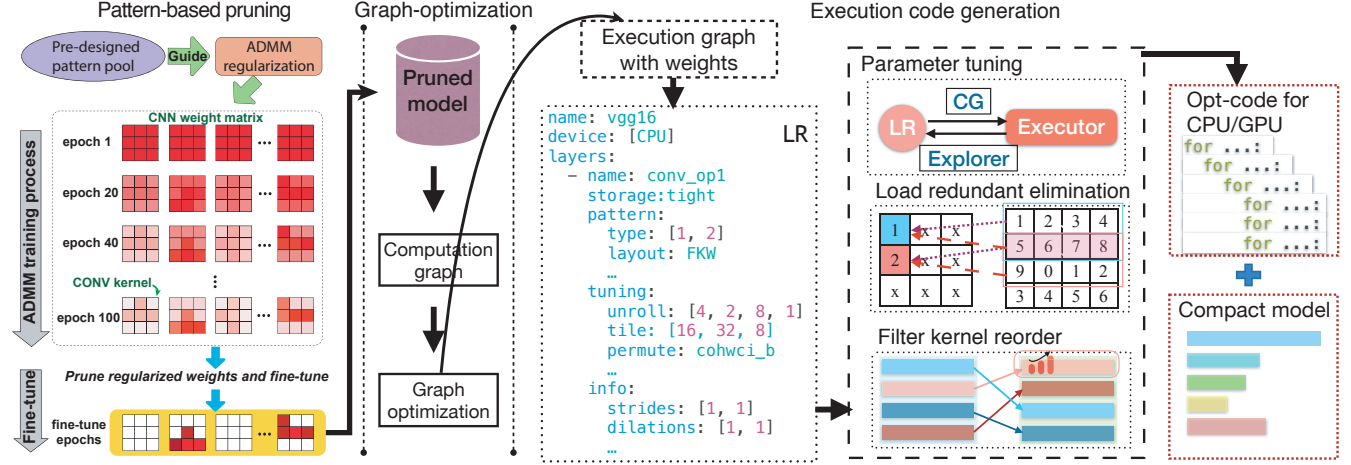 Pattern-based pruning
Pre-designed
pattern pool
Guide
ADMM
regularization
CNN weight matrix
epoch 1
...
epoch 20
...
epoch 40
...
...
CONV kernel
epoch 100
...
ADMM training process
Prune regularized weights and fine-tune
Fine-tune
fine-tune
epochs
...
Graph-optimization
Pruned
model
Computation
graph
Graph
optimization
Execution code generation
Execution graph
with weights
LR
name: vgg16
device: [CPU]
layers:
– name: conv_op1
storage:tight
pattern:
type: [1, 2]
layout: FKW
…
tuning:
unroll: [4, 2, 8, 1]
tile: [16, 32, 8]
permute: cohwci_b
…
info:
strides: [1, 1]
dilations: [1, 1]
…
Parameter tuning
LR
CG
Explorer
Executor
Load redundant elimination
1 x x
2 x x
x x x
1 2 3 4
5 6 7 8
9 0 1 2
3 4 5 6
Filter kernel reorder
Opt-code for
CPU/GPU
for ...:
for ...:
for ...:
for ...:
for ...:
for ...:
Compact model